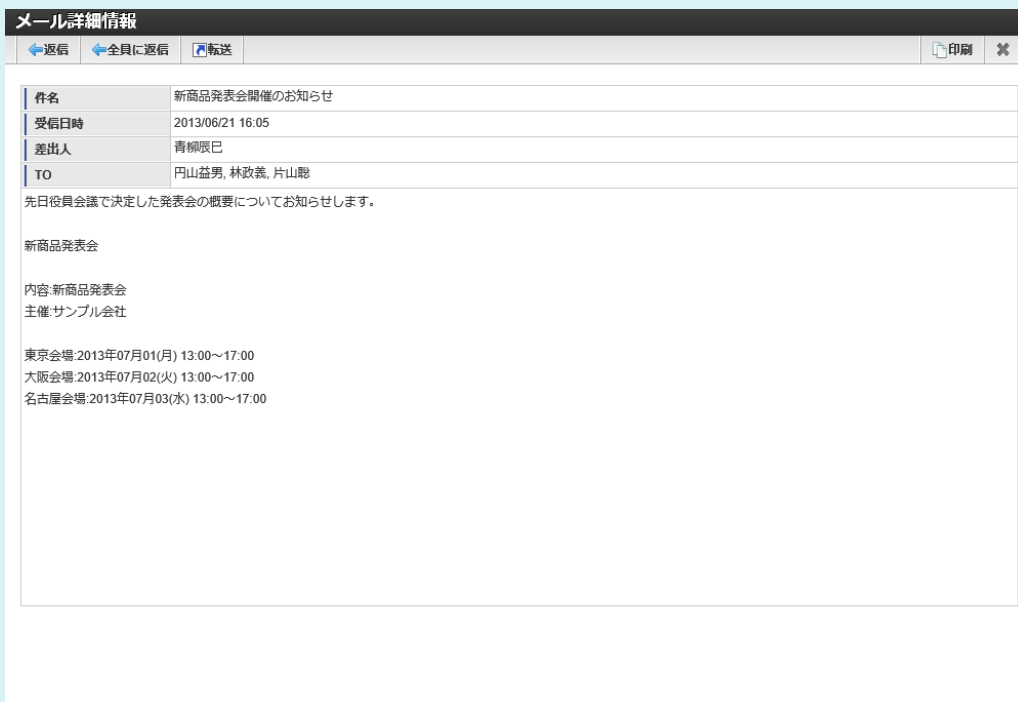 メール詳細情報
返信 全員に返信 転送 印刷
件名 新商品発表会開催のお知らせ
受信日時 2013/06/21 16:05
差出人 青柳辰巳
TO 円山益男, 林政義, 片山聡
先日役員会議で決定した発表会の概要についてお知らせします。
新商品発表会
内容:新商品発表会
主催:サンプル会社
東京会場:2013年07月01(月) 13:00～17:00
大阪会場:2013年07月02(火) 13:00～17:00
名古屋会場:2013年07月03(水) 13:00～17:00